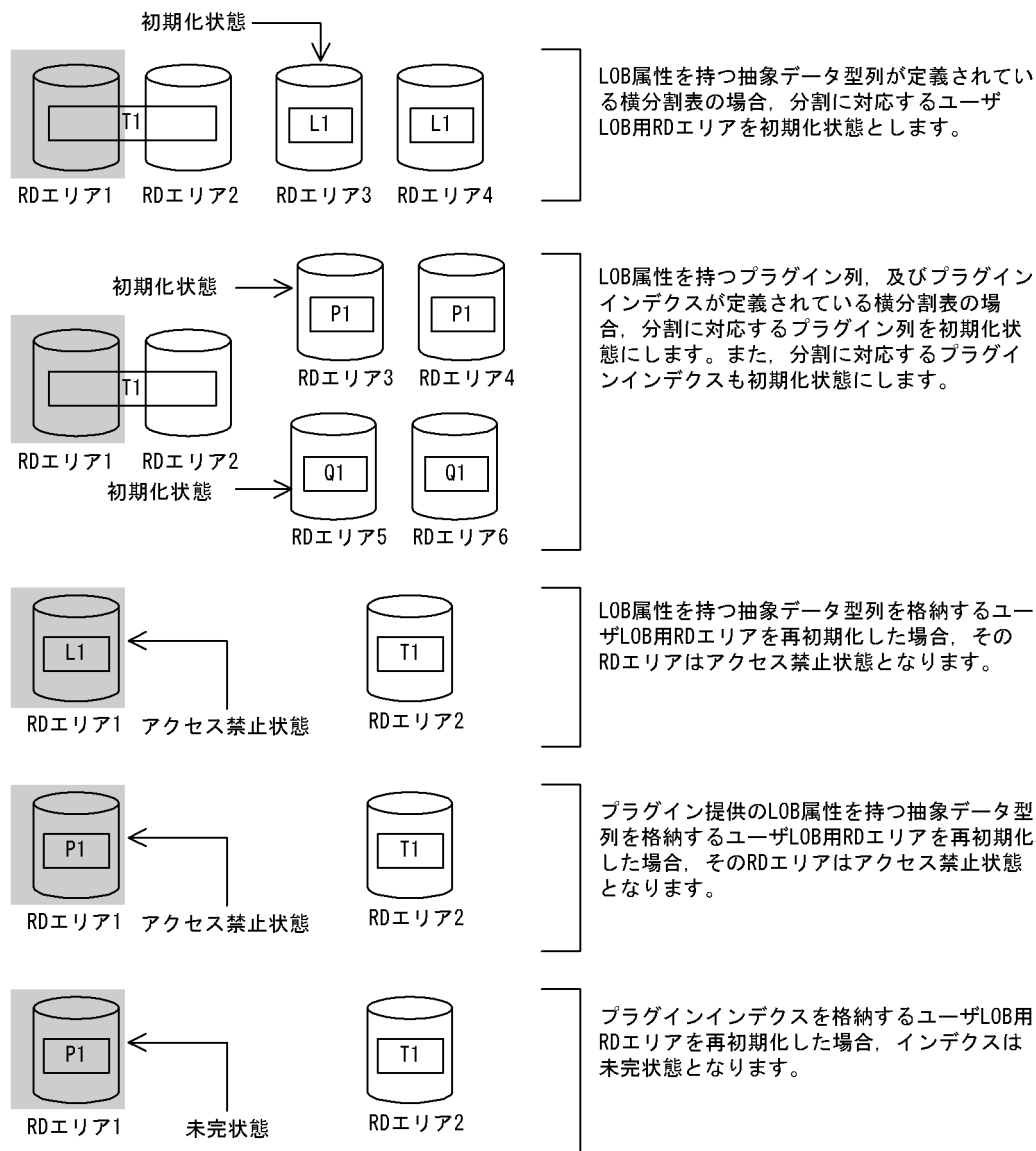 初期化状態
T1
L1
L1
RDエリア1
RDエリア2
RDエリア3
RDエリア4
LOB属性を持つ抽象データ型列が定義されてい
る横分割表の場合，分割に対応するユーザ
LOB用RDエリアを初期化状態とします。
初期化状態
P1
P1
RDエリア3
RDエリア4
T1
RDエリア1
RDエリア2
初期化状態
Q1
Q1
RDエリア5
RDエリア6
LOB属性を持つプラグイン列，及びプラグイン
インデクスが定義されている横分割表の場
合，分割に対応するプラグイン列を初期化状
態にします。また，分割に対応するプラグイ
ンインデクスも初期化状態にします。
L1
RDエリア1
アクセス禁止状態
T1
RDエリア2
LOB属性を持つ抽象データ型列を格納するユー
ザLOB用RDエリアを再初期化した場合，その
RDエリアはアクセス禁止状態となります。
P1
RDエリア1
アクセス禁止状態
T1
RDエリア2
プラグイン提供のLOB属性を持つ抽象データ型
列を格納するユーザLOB用RDエリアを再初期化
した場合，そのRDエリアはアクセス禁止状態
となります。
P1
RDエリア1
未完状態
T1
RDエリア2
プラグインインデクスを格納するユーザLOB用
RDエリアを再初期化した場合，インデクスは
未完状態となります。